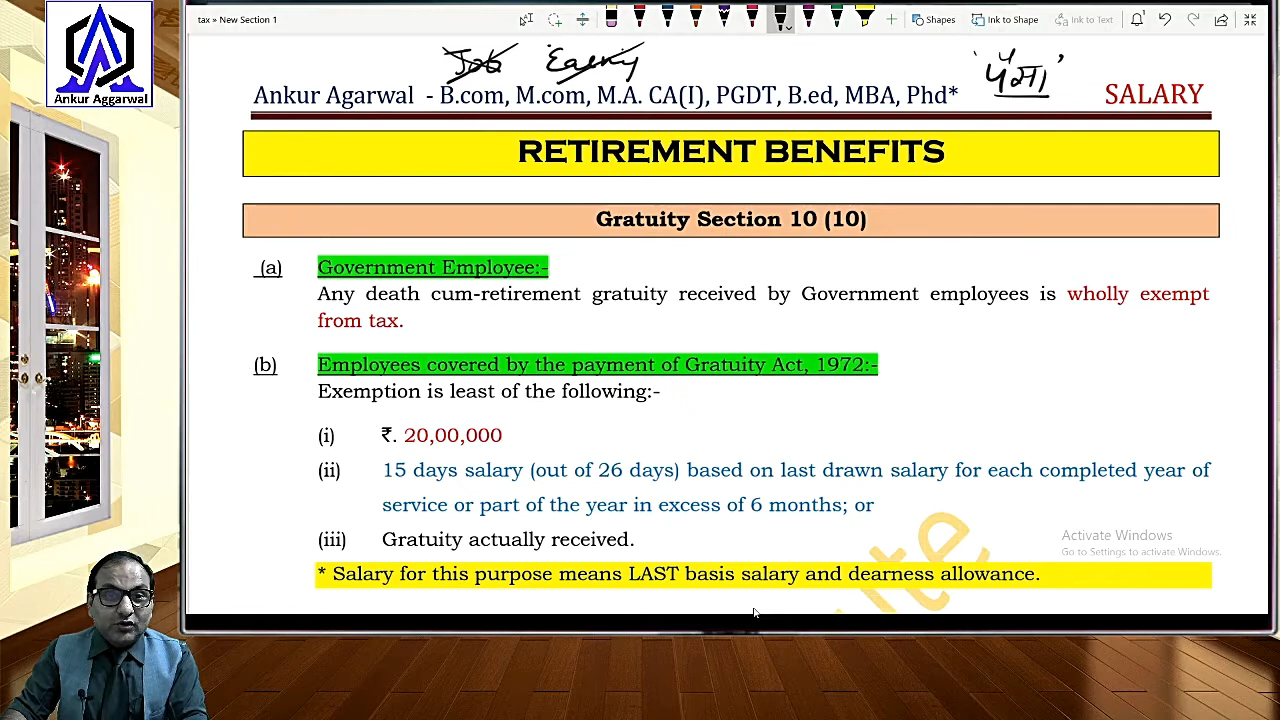 tax » New Section 1
Shapes
Ink to Shape
Ink to Text
Ankur Aggarwal
Job Early
पैसा
Ankur Agarwal - B.com, M.com, M.A. CA(I), PGDT, B.ed, MBA, Phd* SALARY
RETIREMENT BENEFITS
Gratuity Section 10 (10)
(a) Government Employee:-
Any death cum-retirement gratuity received by Government employees is wholly exempt
from tax.
(b) Employees covered by the payment of Gratuity Act, 1972:-
Exemption is least of the following:-
(i) ₹. 20,00,000
(ii) 15 days salary (out of 26 days) based on last drawn salary for each completed year of
service or part of the year in excess of 6 months; or
(iii) Gratuity actually received.
* Salary for this purpose means LAST basis salary and dearness allowance.
Activate Windows
Go to Settings to activate Windows.